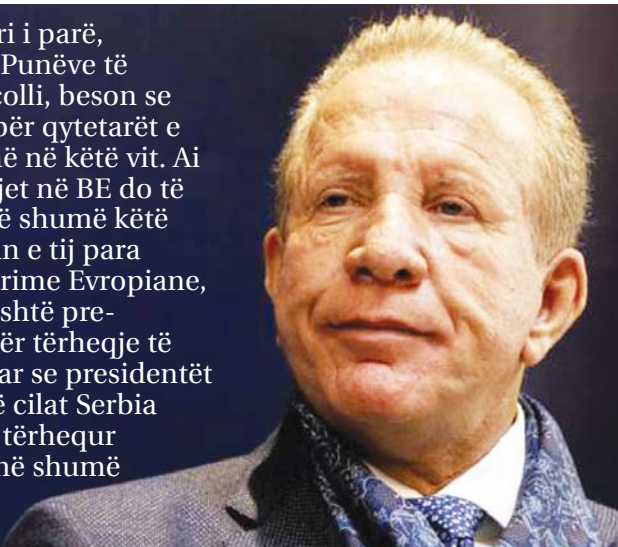 ri i parë,
Punëve të
colli, beson se
për qytetarët e
në në këtë vit. Ai
jet në BE do të
ë shumë këtë
n e tij para
rime Evropiane,
shtë pre-
ër tërheqje të
ar se presidentët
ë cilat Serbia
tërhequr
në shumë